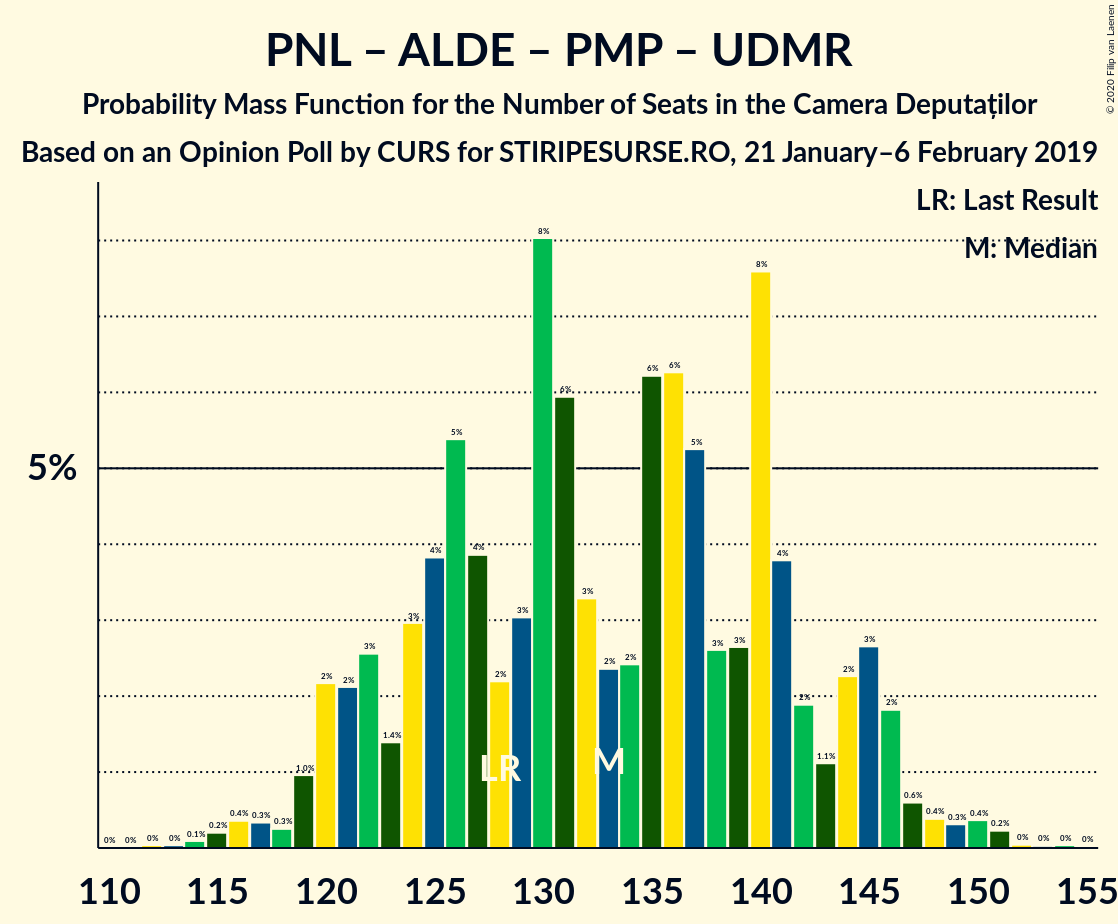 PNL – ALDE – PMP – UDMR
Probability Mass Function for the Number of Seats in the Camera Deputaților
Based on an Opinion Poll by CURS for STIRIPESURSE.RO, 21 January–6 February 2019
© 2020 Filip van Laenen
LR: Last Result
M: Median
5%
0% 0% 0% 0% 0.1% 0.2% 0.4% 0.3% 0.3% 1.0% 2% 2% 3% 1.4% 3% 4% 5% 4% 2% 3% 8% 6% 3% 2% 2% 6% 6% 5% 3% 3% 8% 4% 2% 1.1% 2% 3% 2% 0.6% 0.4% 0.3% 0.4% 0.2% 0% 0% 0% 0%
LR M
110 115 120 125 130 135 140 145 150 155